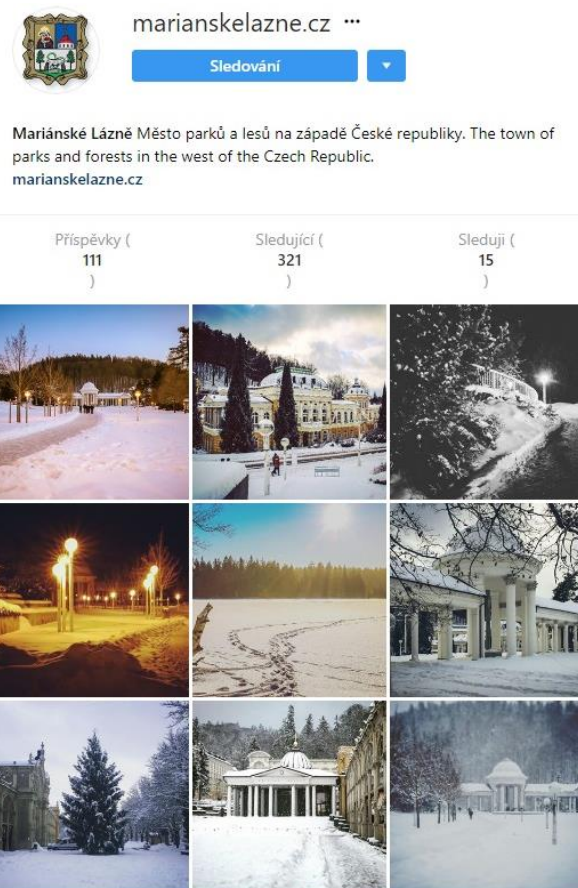 marianskelazne.cz ···
Sledování
Mariánské Lázně Město parků a lesů na západě České republiky. The town of
parks and forests in the west of the Czech Republic.
marianskelazne.cz
Příspěvky (
111
)
Sledující (
321
)
Sleduji (
15
)